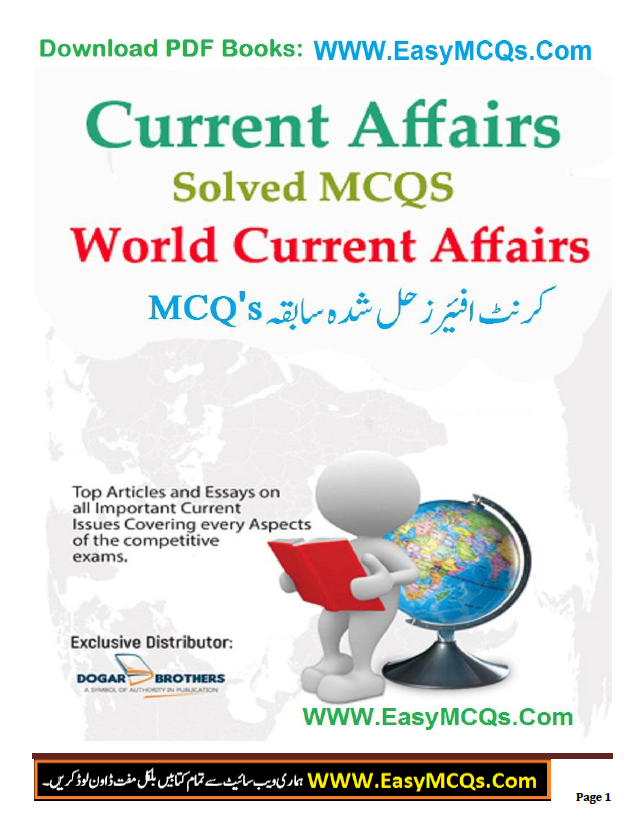 Download PDF Books: WWW.EasyMCQs.Com
Current Affairs
Solved MCQS
World Current Affairs
کرنٹ افئیرز حل شدہ سابقہ MCQ's
Top Articles and Essays on
all Important Current
Issues Covering every Aspects
of the competitive
exams.
Exclusive Distributor:
DOGAR BROTHERS
A SYMBOL OF AUTHORITY IN PUBLICATION
WWW.EasyMCQs.Com
ہماری ویب سائیٹ سے تمام کتابیں بلکل مفت ڈاون لوڈ کریں۔ WWW.EasyMCQs.Com
Page 1